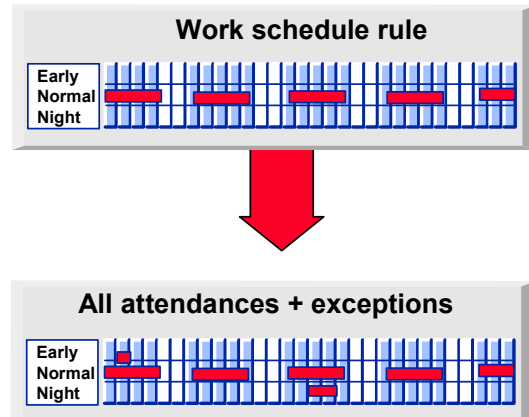 Work schedule rule
Early
Normal
Night
All attendances + exceptions
Early
Normal
Night